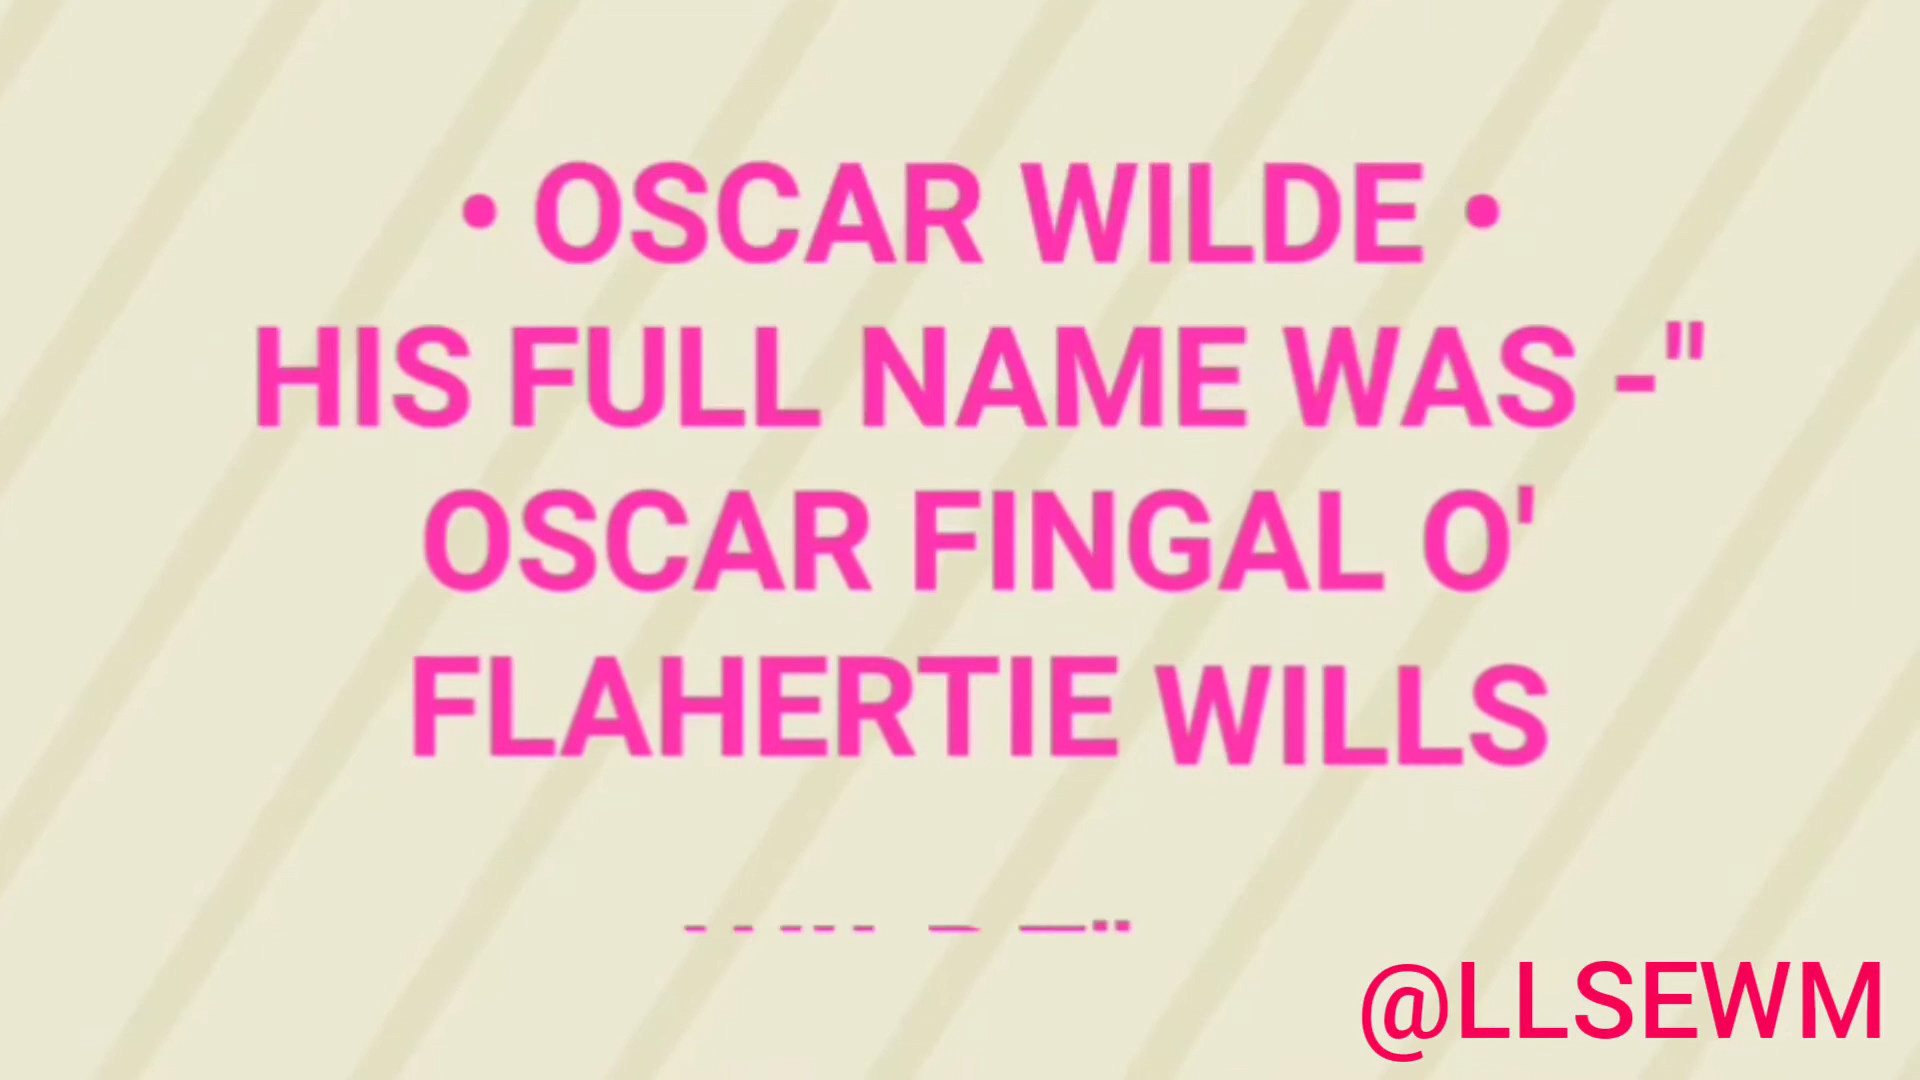 • OSCAR WILDE •
HIS FULL NAME WAS -"
OSCAR FINGAL O'
FLAHERTIE WILLS
@LLSEWM